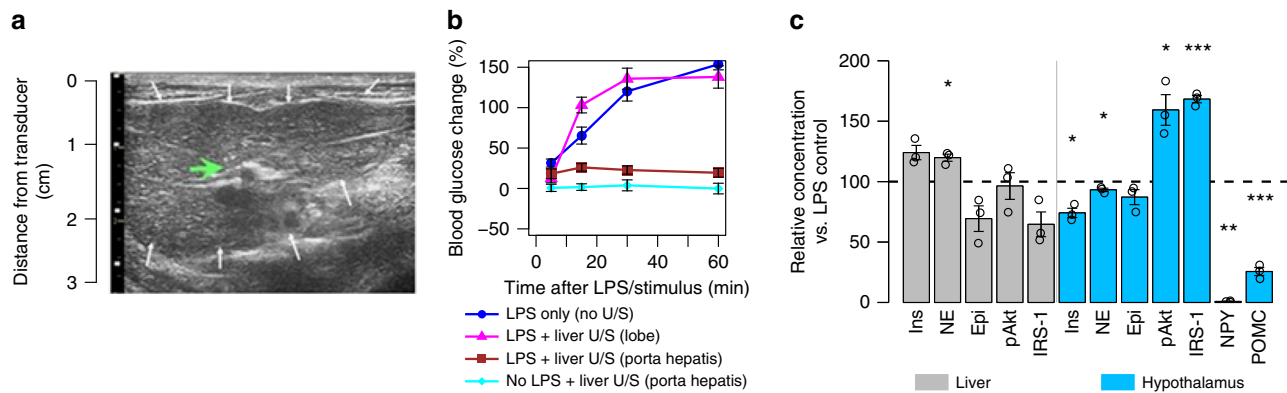 a
0
1
2
3
Distance from transducer
(cm)
b
150
100
50
0
−50
Blood glucose change (%)
0 20 40 60
Time after LPS/stimulus (min)
LPS only (no U/S)
LPS + liver U/S (lobe)
LPS + liver U/S (porta hepatis)
No LPS + liver U/S (porta hepatis)
c
200
150
100
50
0
Relative concentration
vs. LPS control
*
*
*
*
***
**
***
Ins
NE
Epi
pAkt
IRS-1
Ins
NE
Epi
pAkt
IRS-1
NPY
POMC
Liver
Hypothalamus